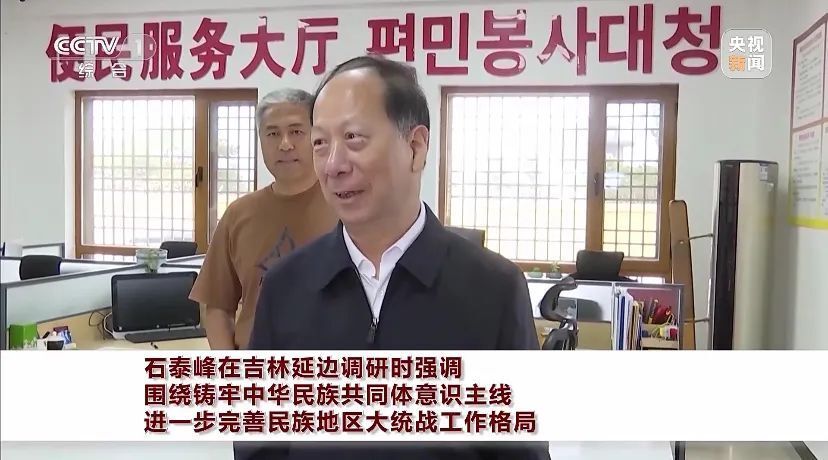 CCTV 1
综合
央视
新闻
便民服务大厅 편민봉사대청
石泰峰在吉林延边调研时强调
围绕铸牢中华民族共同体意识主线
进一步完善民族地区大统战工作格局